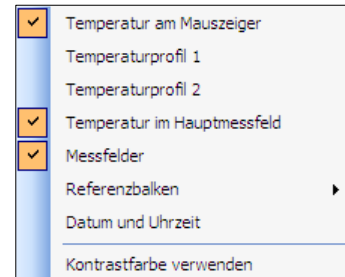 Temperatur am Mauszeiger
Temperaturprofil 1
Temperaturprofil 2
Temperatur im Hauptmessfeld
Messfelder
Referenzbalken
Datum und Uhrzeit
Kontrastfarbe verwenden